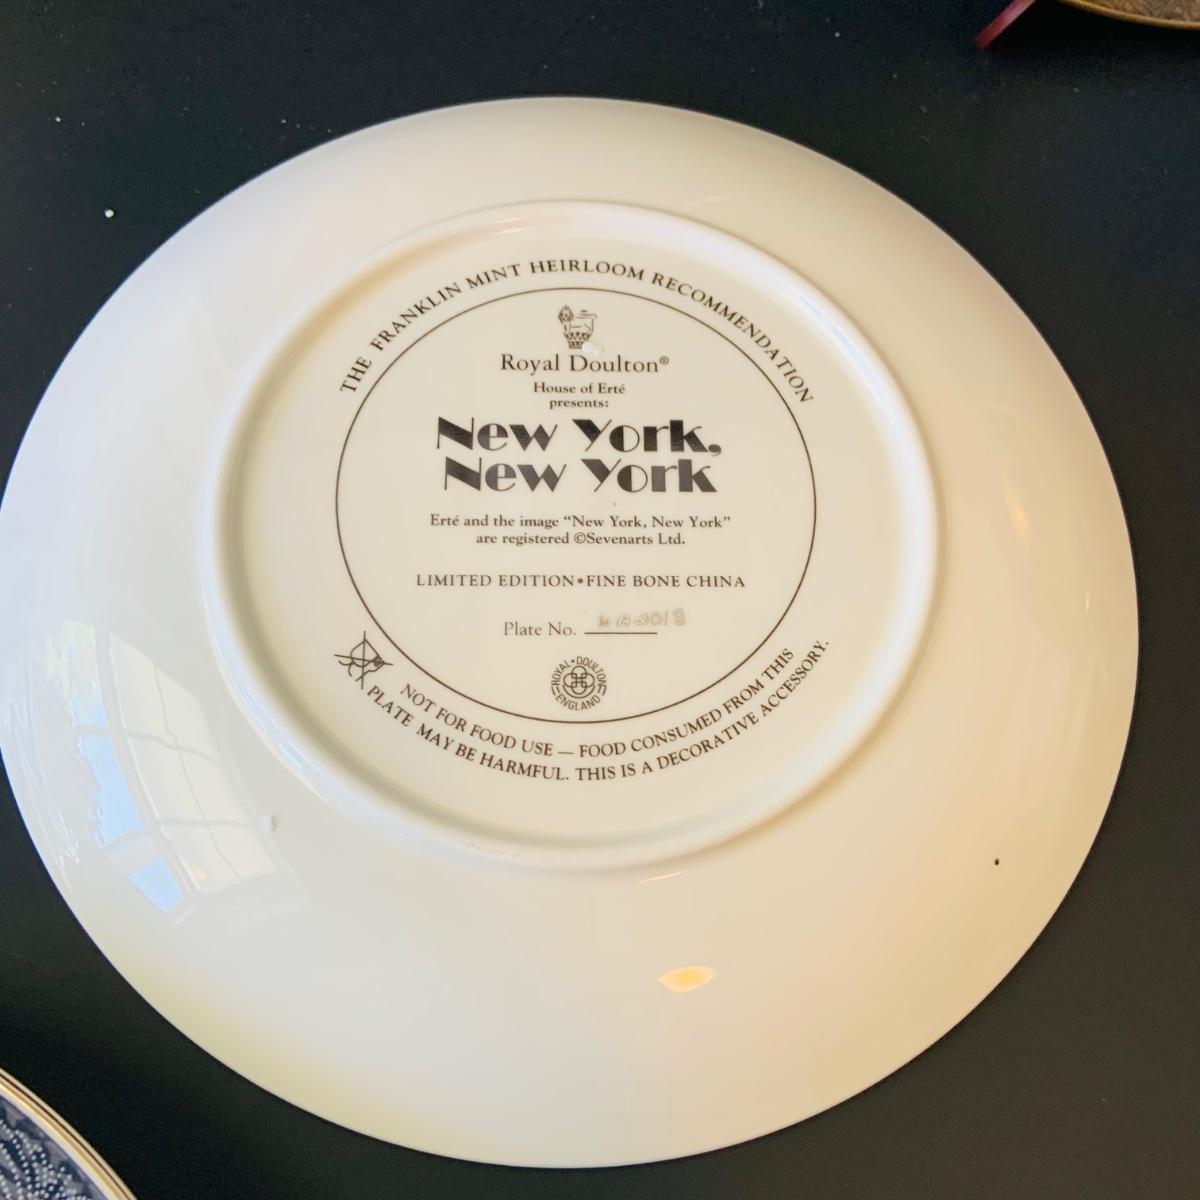 THE FRANKLIN MINT HEIRLOOM RECOMMENDATION
Royal Doulton®
House of Erté
presents:
New York,
New York
Erté and the image “New York, New York”
are registered ©Sevenarts Ltd.
LIMITED EDITION•FINE BONE CHINA
Plate No.
ROYAL•DOULTON
ENGLAND
NOT FOR FOOD USE — FOOD CONSUMED FROM THIS
PLATE MAY BE HARMFUL. THIS IS A DECORATIVE ACCESSORY.